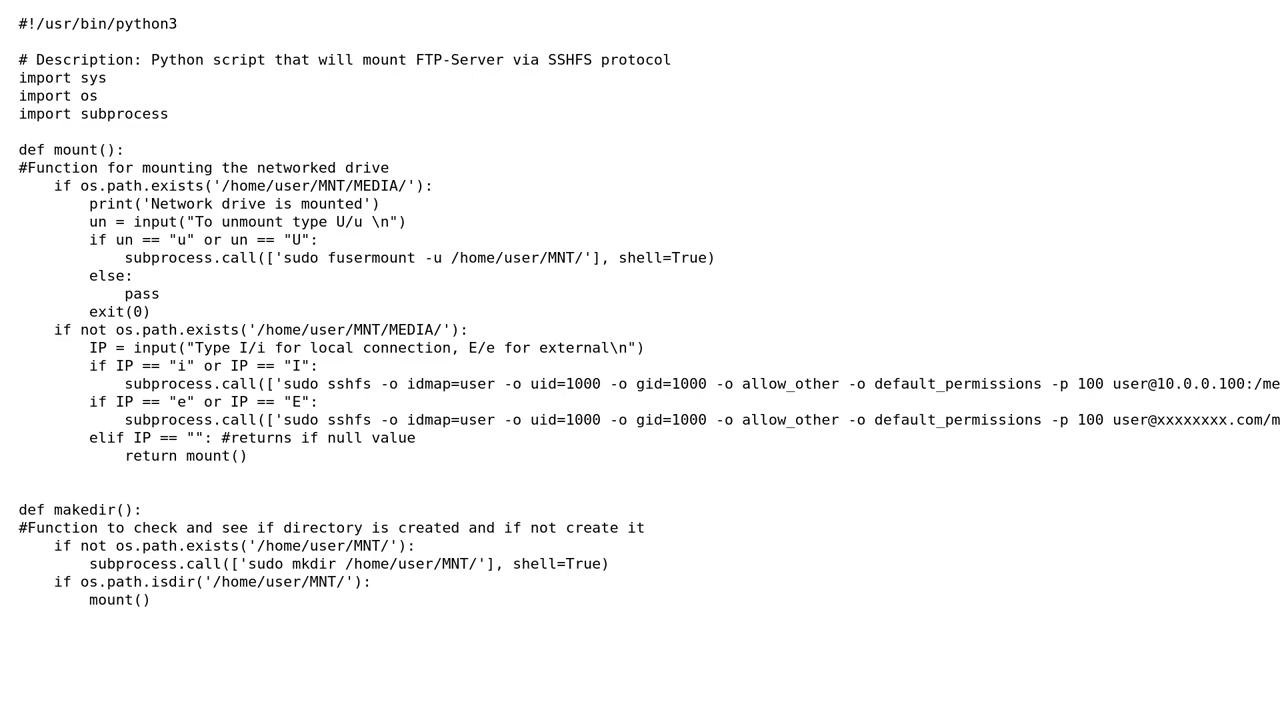 #!/usr/bin/python3

# Description: Python script that will mount FTP-Server via SSHFS protocol
import sys
import os
import subprocess

def mount():
#Function for mounting the networked drive
    if os.path.exists('/home/user/MNT/MEDIA/'):
        print('Network drive is mounted')
        un = input("To unmount type U/u \n")
        if un == "u" or un == "U":
            subprocess.call(['sudo fusermount -u /home/user/MNT/'], shell=True)
        else:
            pass
        exit(0)
    if not os.path.exists('/home/user/MNT/MEDIA/'):
        IP = input("Type I/i for local connection, E/e for external\n")
        if IP == "i" or IP == "I":
            subprocess.call(['sudo sshfs -o idmap=user -o uid=1000 -o gid=1000 -o allow_other -o default_permissions -p 100 user@10.0.0.100:/me
        if IP == "e" or IP == "E":
            subprocess.call(['sudo sshfs -o idmap=user -o uid=1000 -o gid=1000 -o allow_other -o default_permissions -p 100 user@xxxxxxxx.com/m
        elif IP == "": #returns if null value
            return mount()


def makedir():
#Function to check and see if directory is created and if not create it
    if not os.path.exists('/home/user/MNT/'):
        subprocess.call(['sudo mkdir /home/user/MNT/'], shell=True)
    if os.path.isdir('/home/user/MNT/'):
        mount()